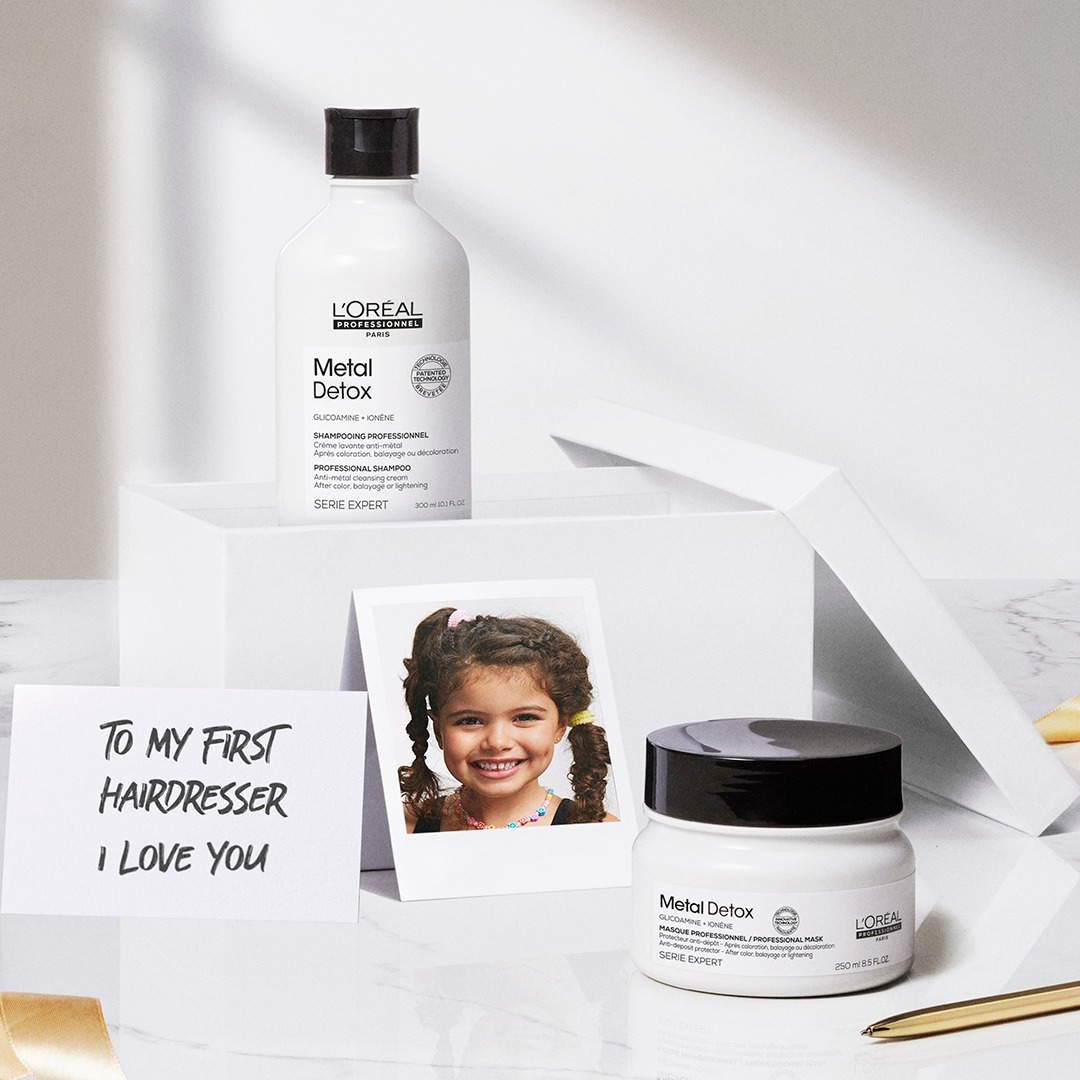 L'ORÉAL
PROFESSIONNEL
PARIS
Metal
Detox
TECHNOLOGIE
PATENTED
TECHNOLOGY
BREVETÉE
GLICOAMINE + IONÈNE
SHAMPOOING PROFESSIONNEL
Crème lavante anti-métal
Après coloration, balayage ou décoloration
PROFESSIONAL SHAMPOO
Anti-metal cleansing cream
After color, balayage or lightening
SERIE EXPERT 300 ml 10.1 FL.OZ.
TO MY FIRST
HAIRDRESSER
I LOVE YOU
Metal Detox
GLICOAMINE + IONÈNE
TECHNOLOGIE
INNOVATIVE
TECHNOLOGY
MASQUE PROFESSIONNEL / PROFESSIONAL MASK
Protecteur anti-dépôt - Après coloration, balayage ou décoloration
Anti-deposit protector - After color, balayage or lightening
SERIE EXPERT
L'ORÉAL
PROFESSIONNEL
PARIS
250 ml 8.5 FL.OZ.